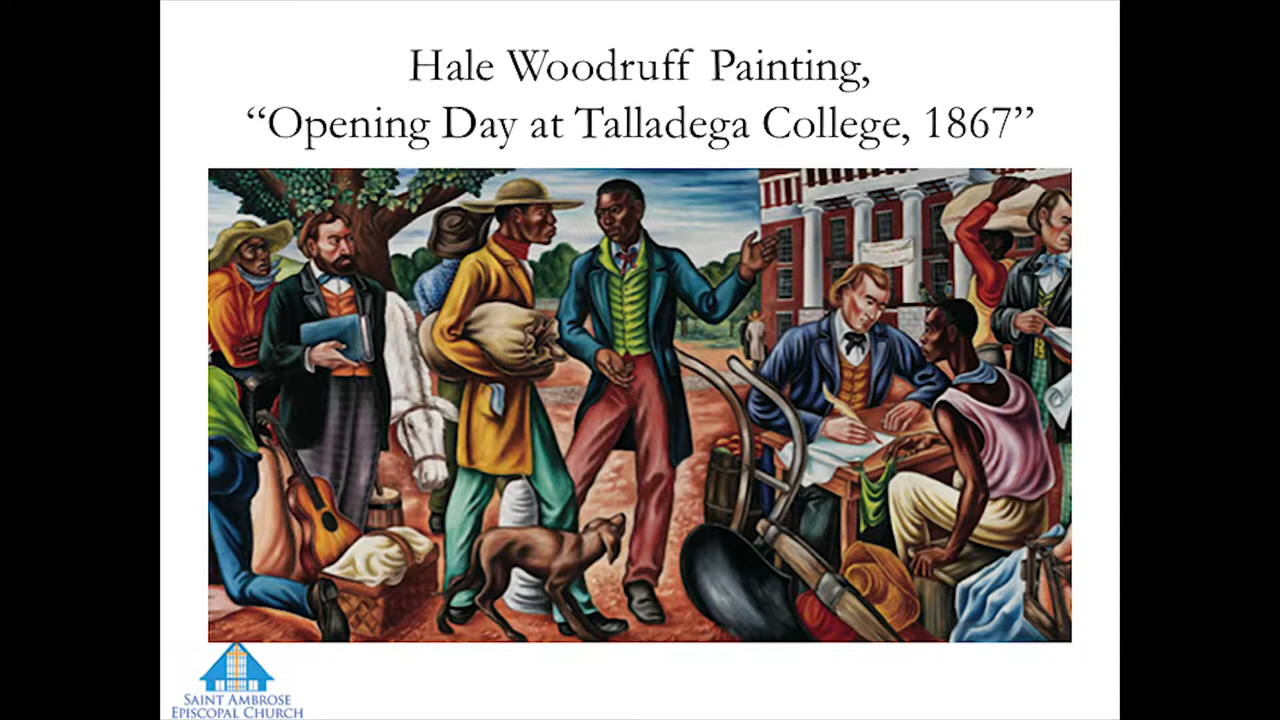 Hale Woodruff Painting,
“Opening Day at Talladega College, 1867”
SAINT AMBROSE
EPISCOPAL CHURCH